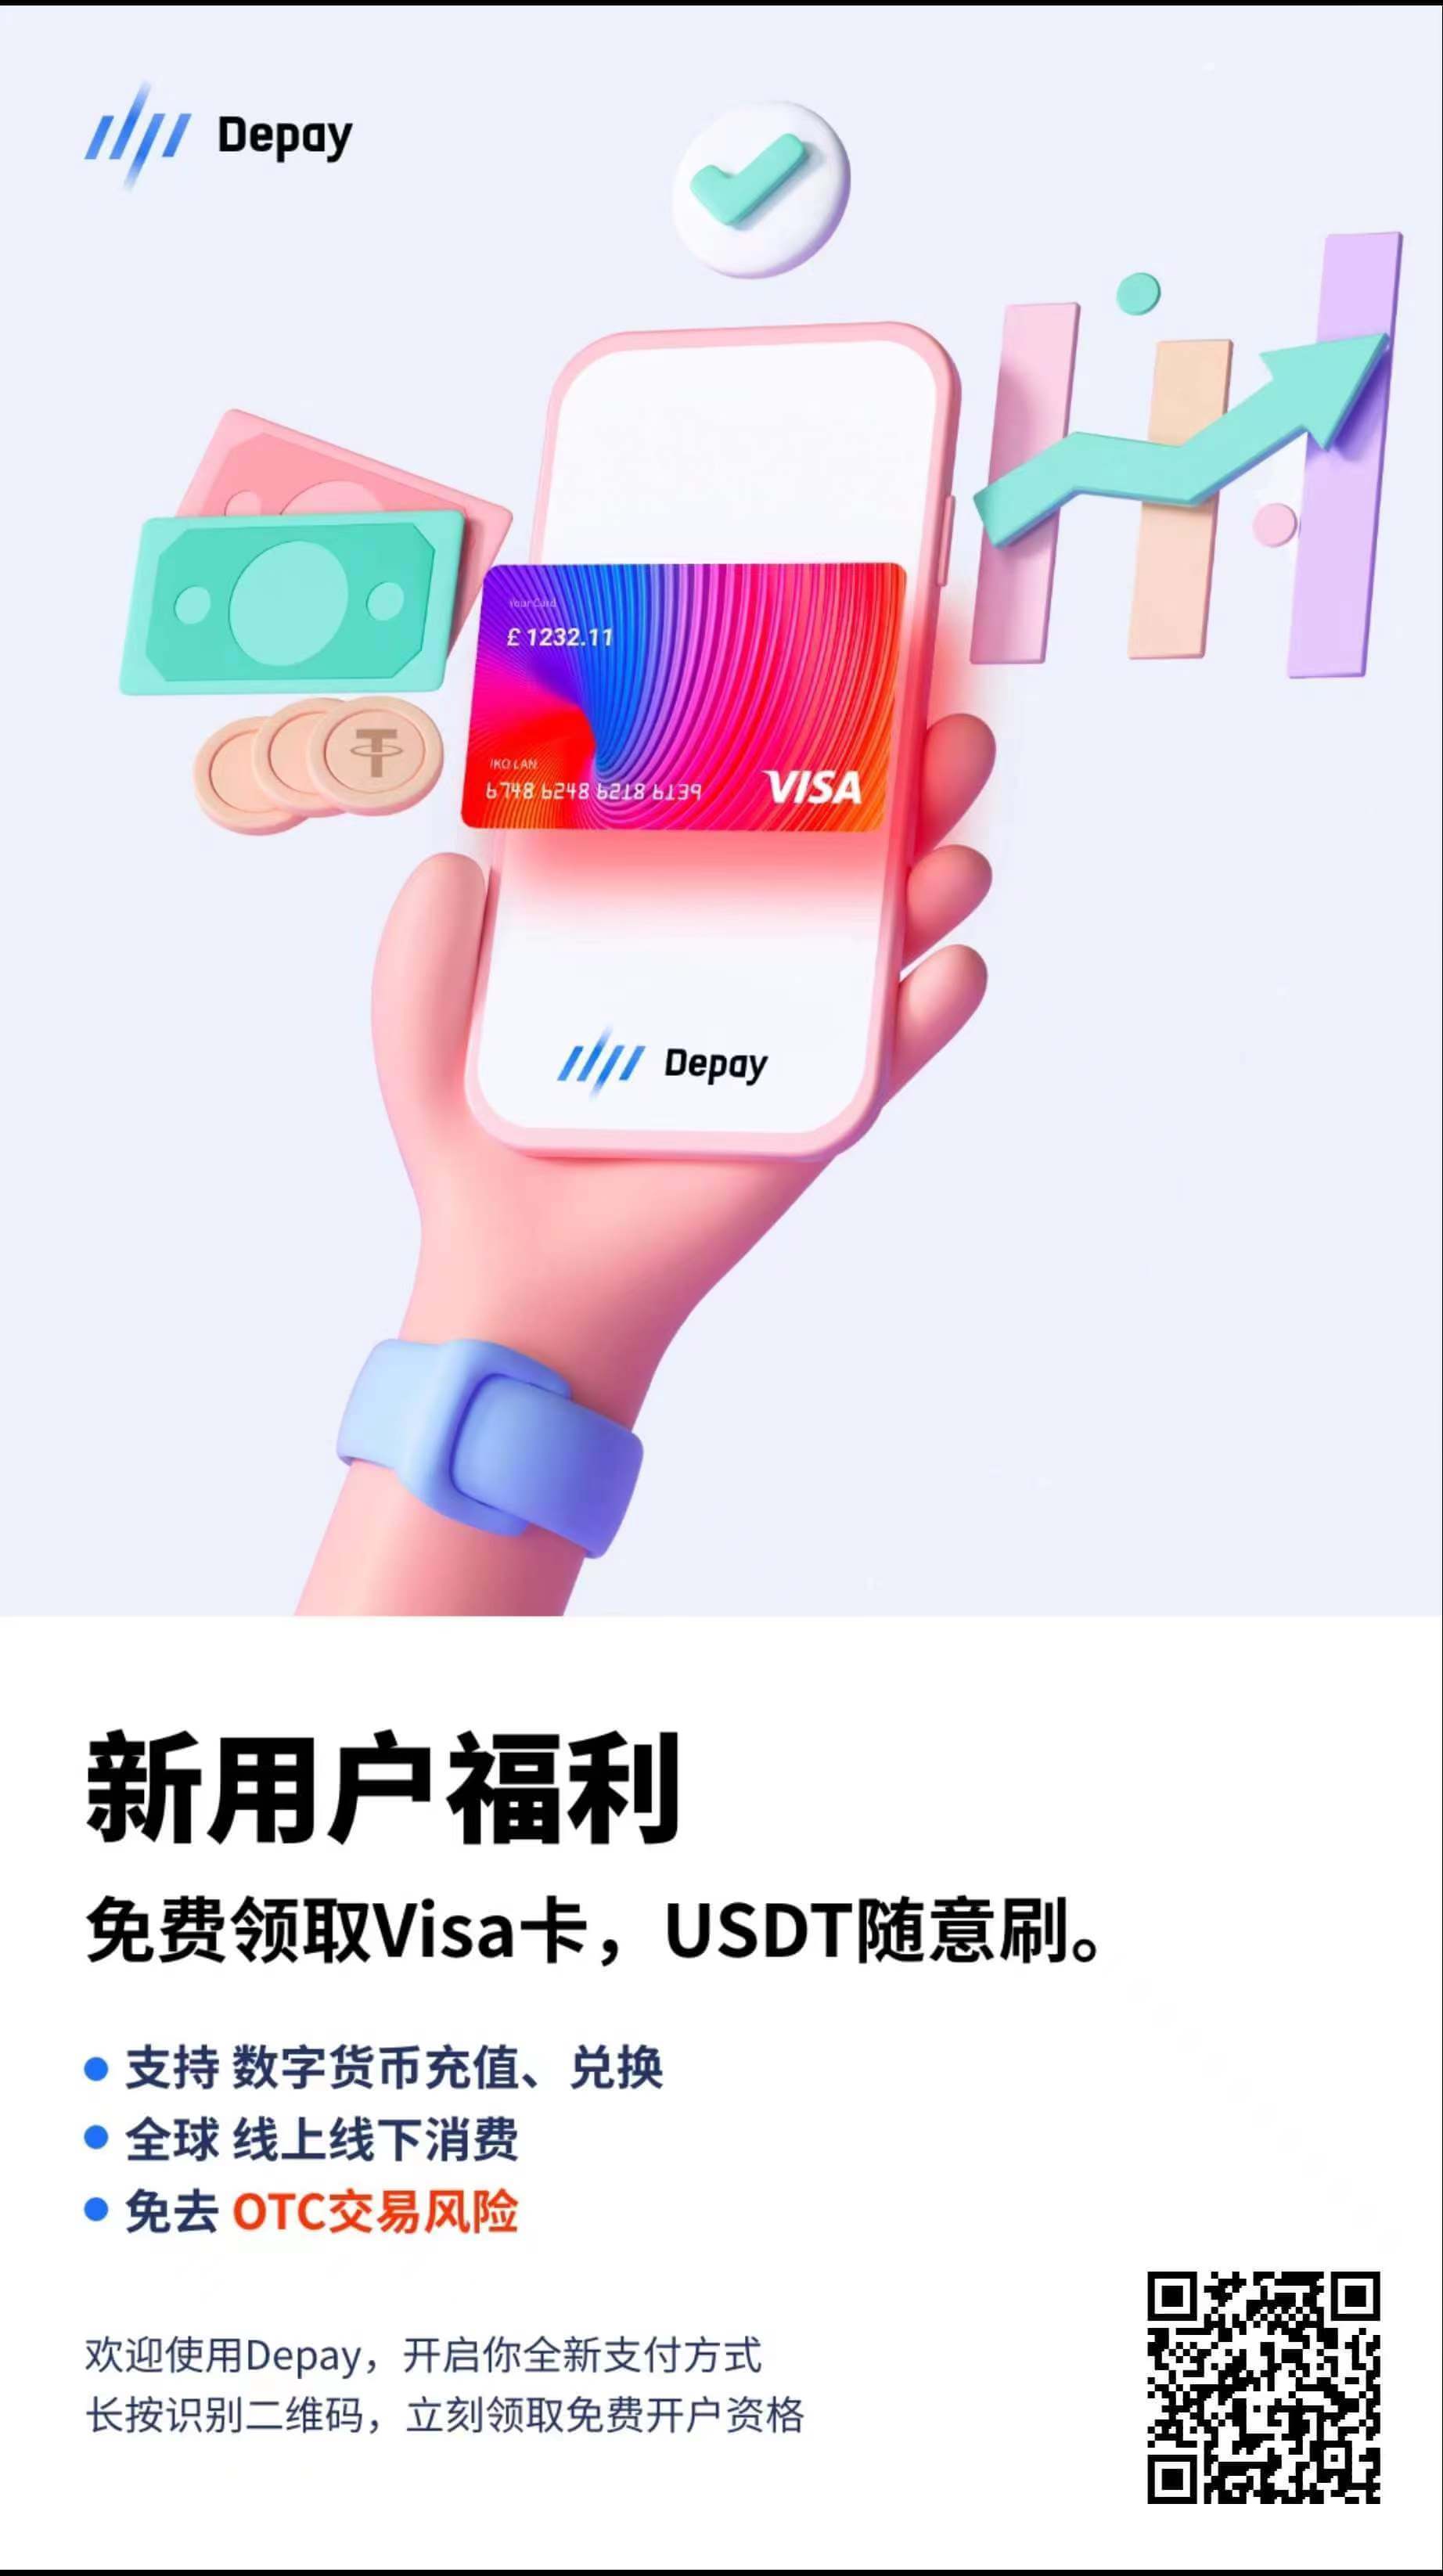 Depay
Your Card
£ 1232.11
IKO LAN
6748 6248 6218 6139
VISA
Depay
新用户福利
免费领取Visa卡，USDT随意刷。
支持 数字货币充值、兑换
全球 线上线下消费
免去 OTC交易风险
欢迎使用Depay，开启你全新支付方式
长按识别二维码，立刻领取免费开户资格